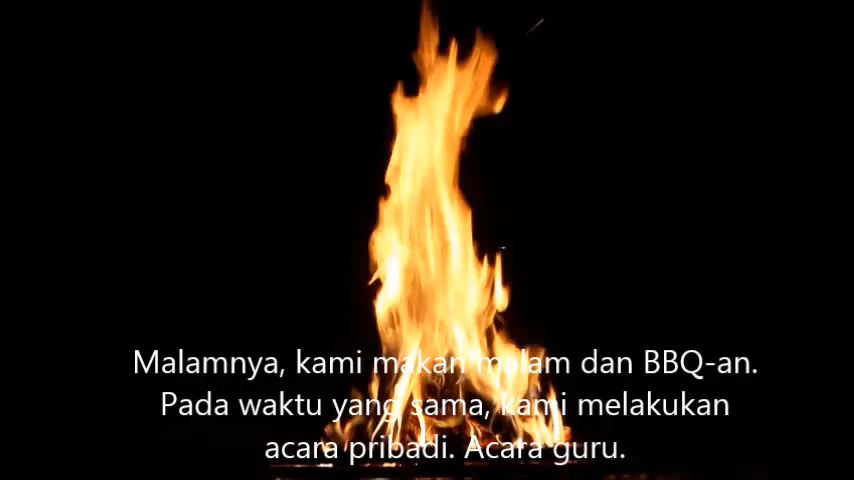 Malamnya, kami makan malam dan BBQ-an.
Pada waktu yang sama, kami melakukan
acara pribadi. Acara guru.